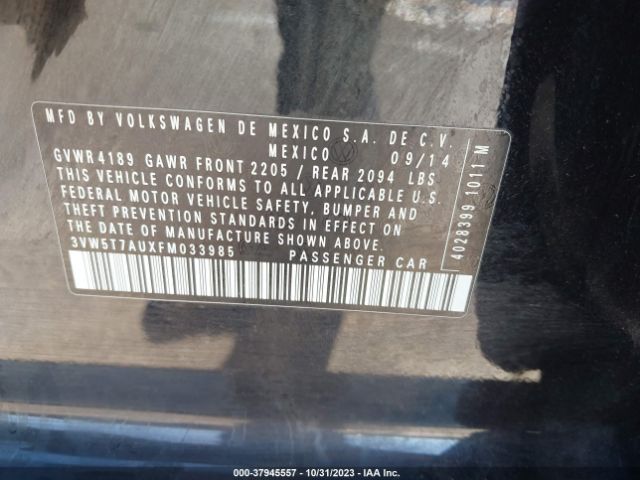 MFD BY VOLKSWAGEN DE MEXICO S.A. DE C.V.
MEXICO 09/14
GVWR 4189 GAWR FRONT 2205 / REAR 2094 LBS
THIS VEHICLE CONFORMS TO ALL APPLICABLE U.S.
FEDERAL MOTOR VEHICLE SAFETY, BUMPER AND
THEFT PREVENTION STANDARDS IN EFFECT ON
THE DATE OF MANUFACTURE SHOWN ABOVE.
3VW5T7AUXFM033985 PASSENGER CAR
4028399 1011 M
000-37945557 - 10/31/2023 - IAA Inc.